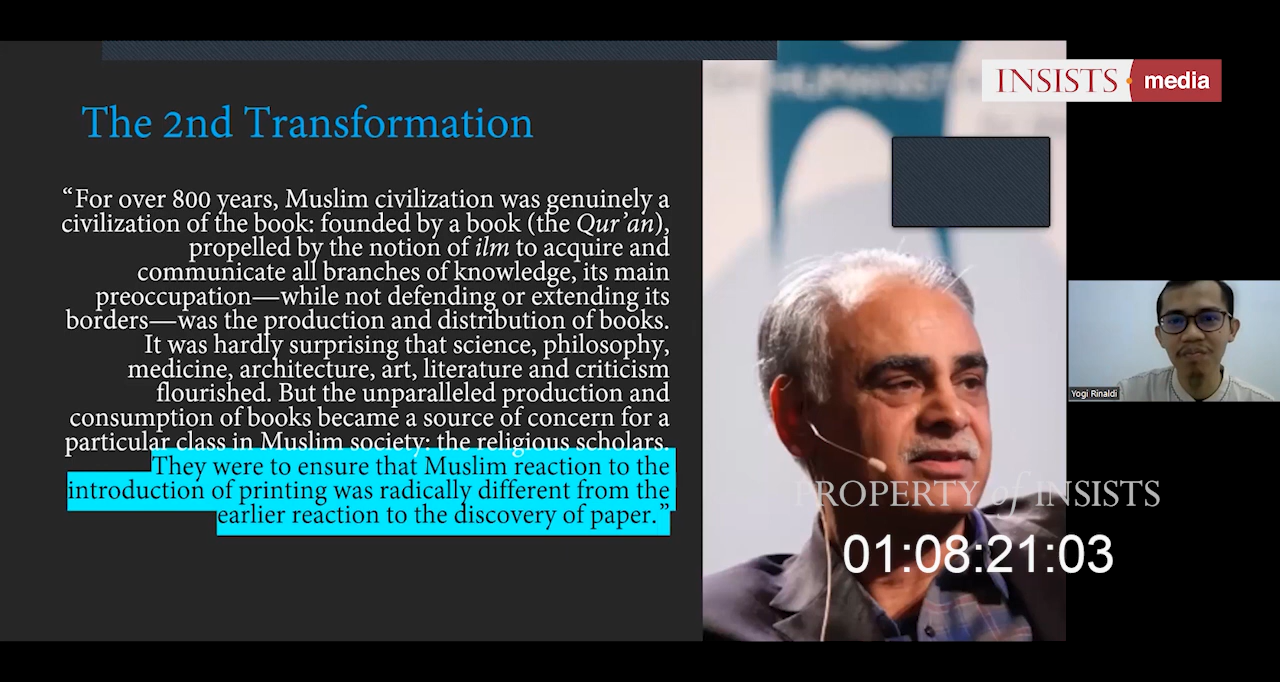 The 2nd Transformation
“For over 800 years, Muslim civilization was genuinely a
civilization of the book: founded by a book (the Qur’an),
propelled by the notion of ilm to acquire and
communicate all branches of knowledge, its main
preoccupation—while not defending or extending its
borders—was the production and distribution of books.
It was hardly surprising that science, philosophy,
medicine, architecture, art, literature and criticism
flourished. But the unparalleled production and
consumption of books became a source of concern for a
particular class in Muslim society: the religious scholars.
They were to ensure that Muslim reaction to the
introduction of printing was radically different from the
earlier reaction to the discovery of paper.”
INSISTS media
Yogi Rinaldi
PROPERTY of INSISTS
01:08:21:03